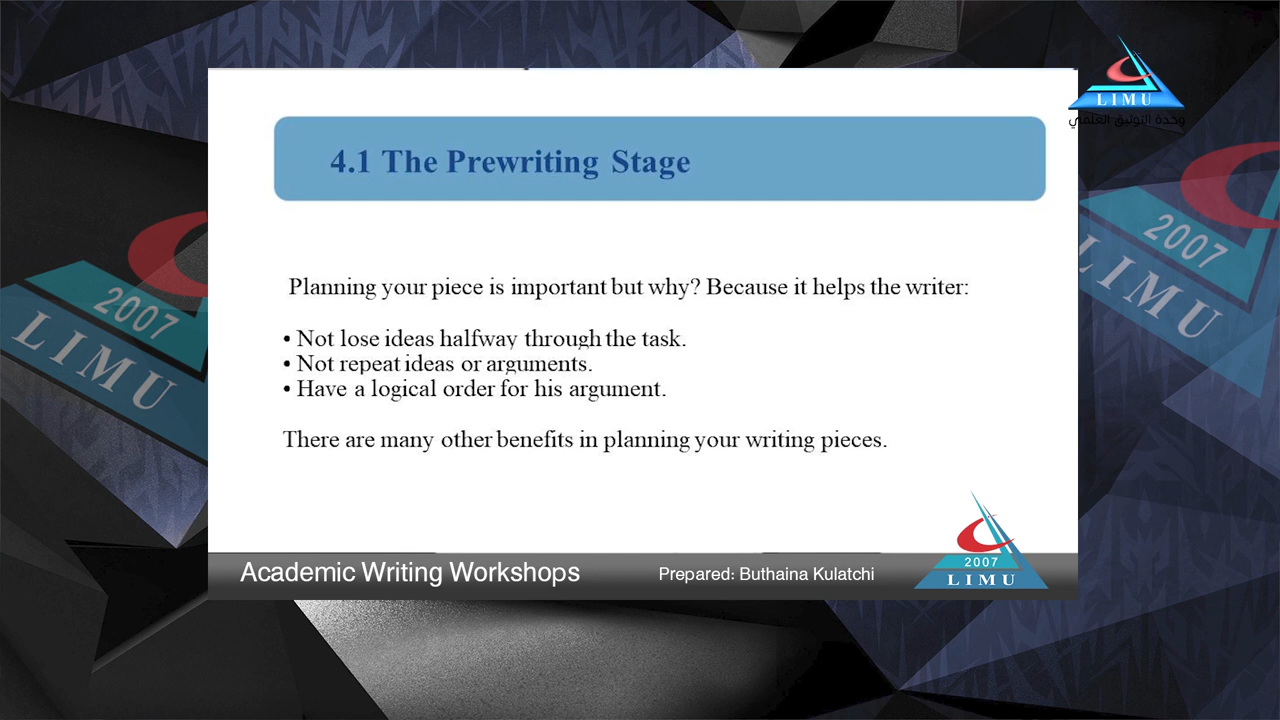 LIMU
وحدة التوثيق العلمي
4.1 The Prewriting Stage
Planning your piece is important but why? Because it helps the writer:
• Not lose ideas halfway through the task.
• Not repeat ideas or arguments.
• Have a logical order for his argument.
There are many other benefits in planning your writing pieces.
2007
LIMU
2007
LIMU
Academic Writing Workshops
Prepared: Buthaina Kulatchi
2007
LIMU